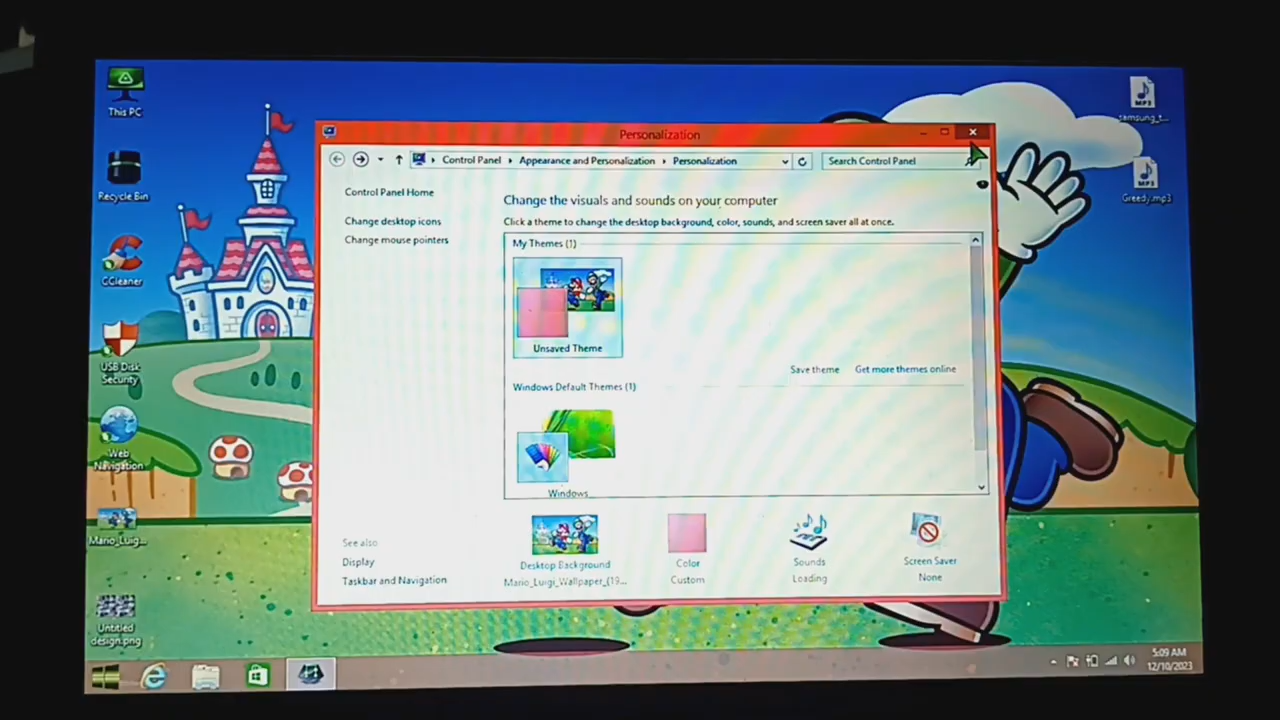 This PC
samsung_t...
Personalization
Control Panel
Appearance and Personalization
Personalization
Search Control Panel
Recycle Bin
Greedy.mp3
Control Panel Home
Change the visuals and sounds on your computer
Change desktop icons
Click a theme to change the desktop background, color, sounds, and screen saver all at once.
Change mouse pointers
My Themes (1)
CCleaner
Unsaved Theme
USB Disk
Security
Save theme
Get more themes online
Windows Default Themes (1)
Web
Navigation
Windows
Mario_Luig...
See also
Display
Taskbar and Navigation
Desktop Background
Mario_Luigi_Wallpaper_(19...
Color
Custom
Sounds
Loading
Screen Saver
None
Untitled
design.png
5:09 AM
12/10/2023
MP3
MP3